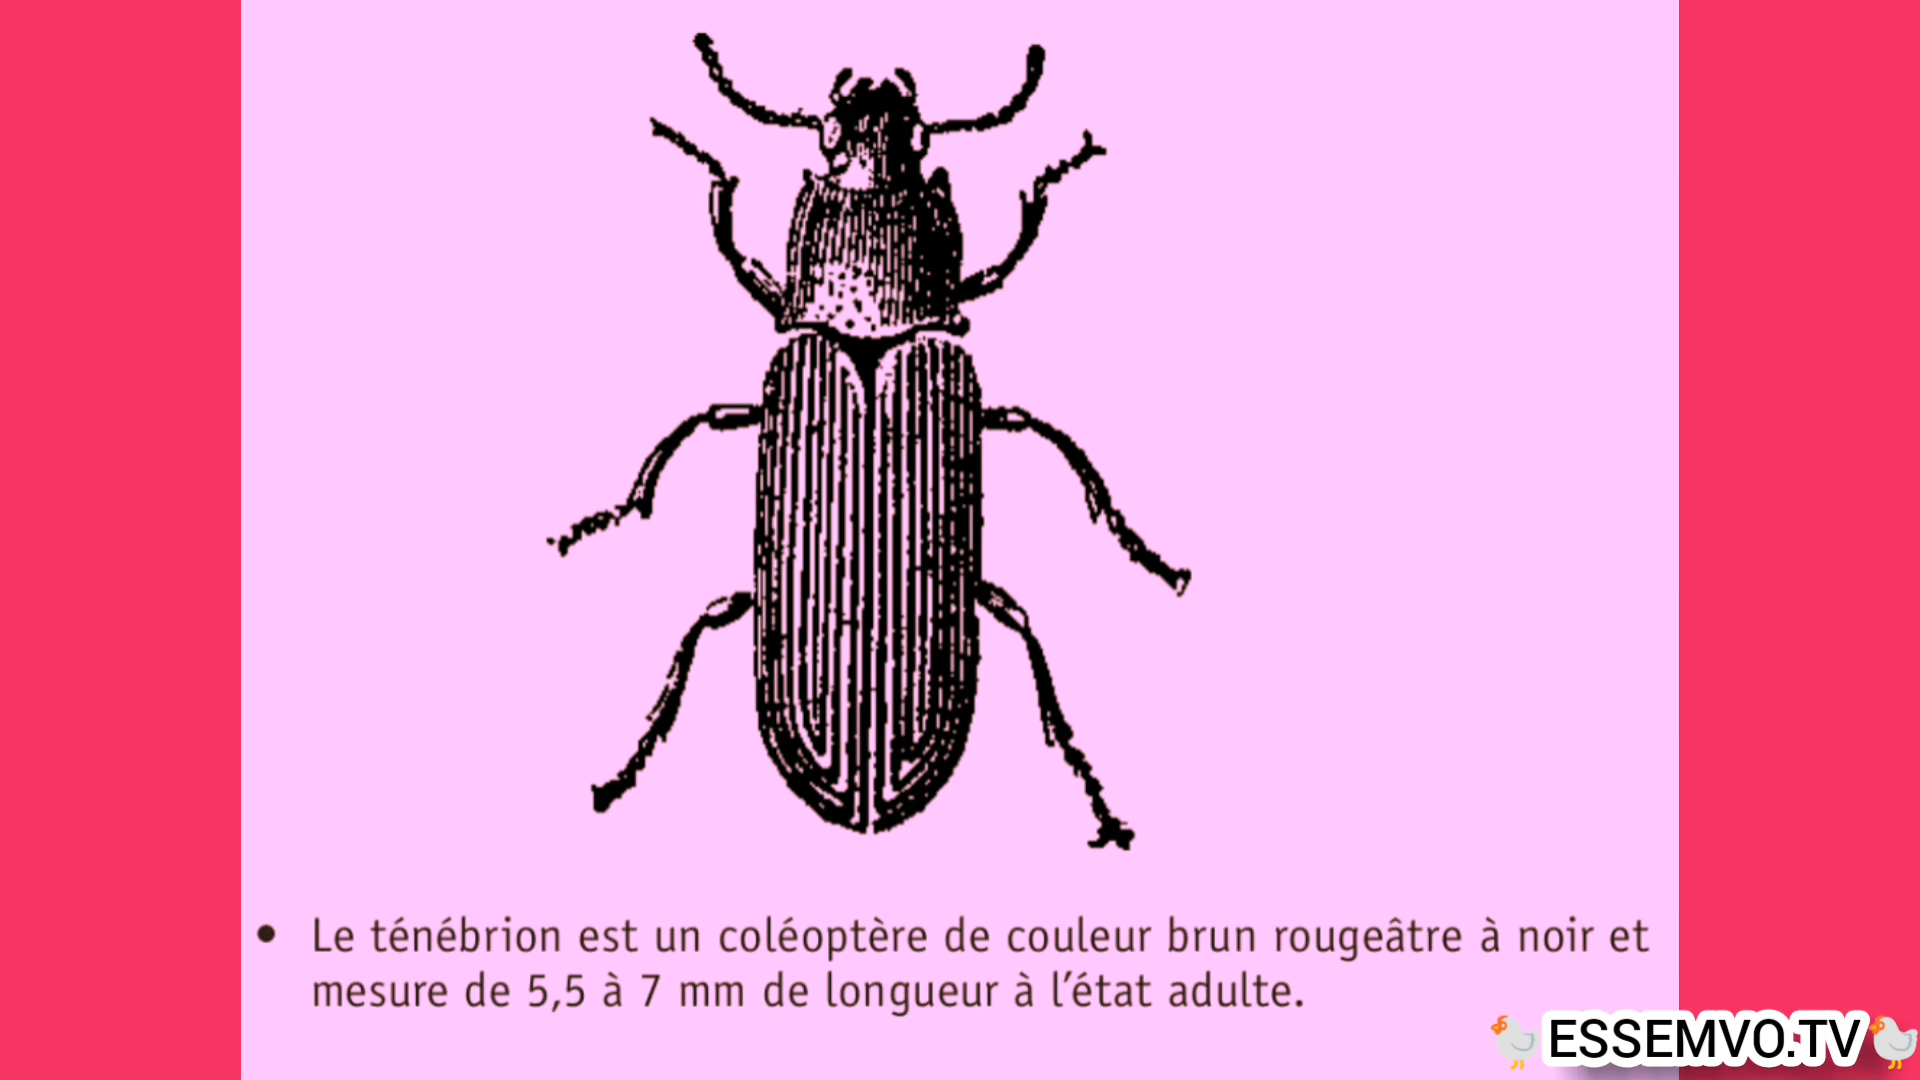 • Le ténébrion est un coléoptère de couleur brun rougeâtre à noir et
mesure de 5,5 à 7 mm de longueur à l’état adulte.
🐔ESSEMVO.TV🐔